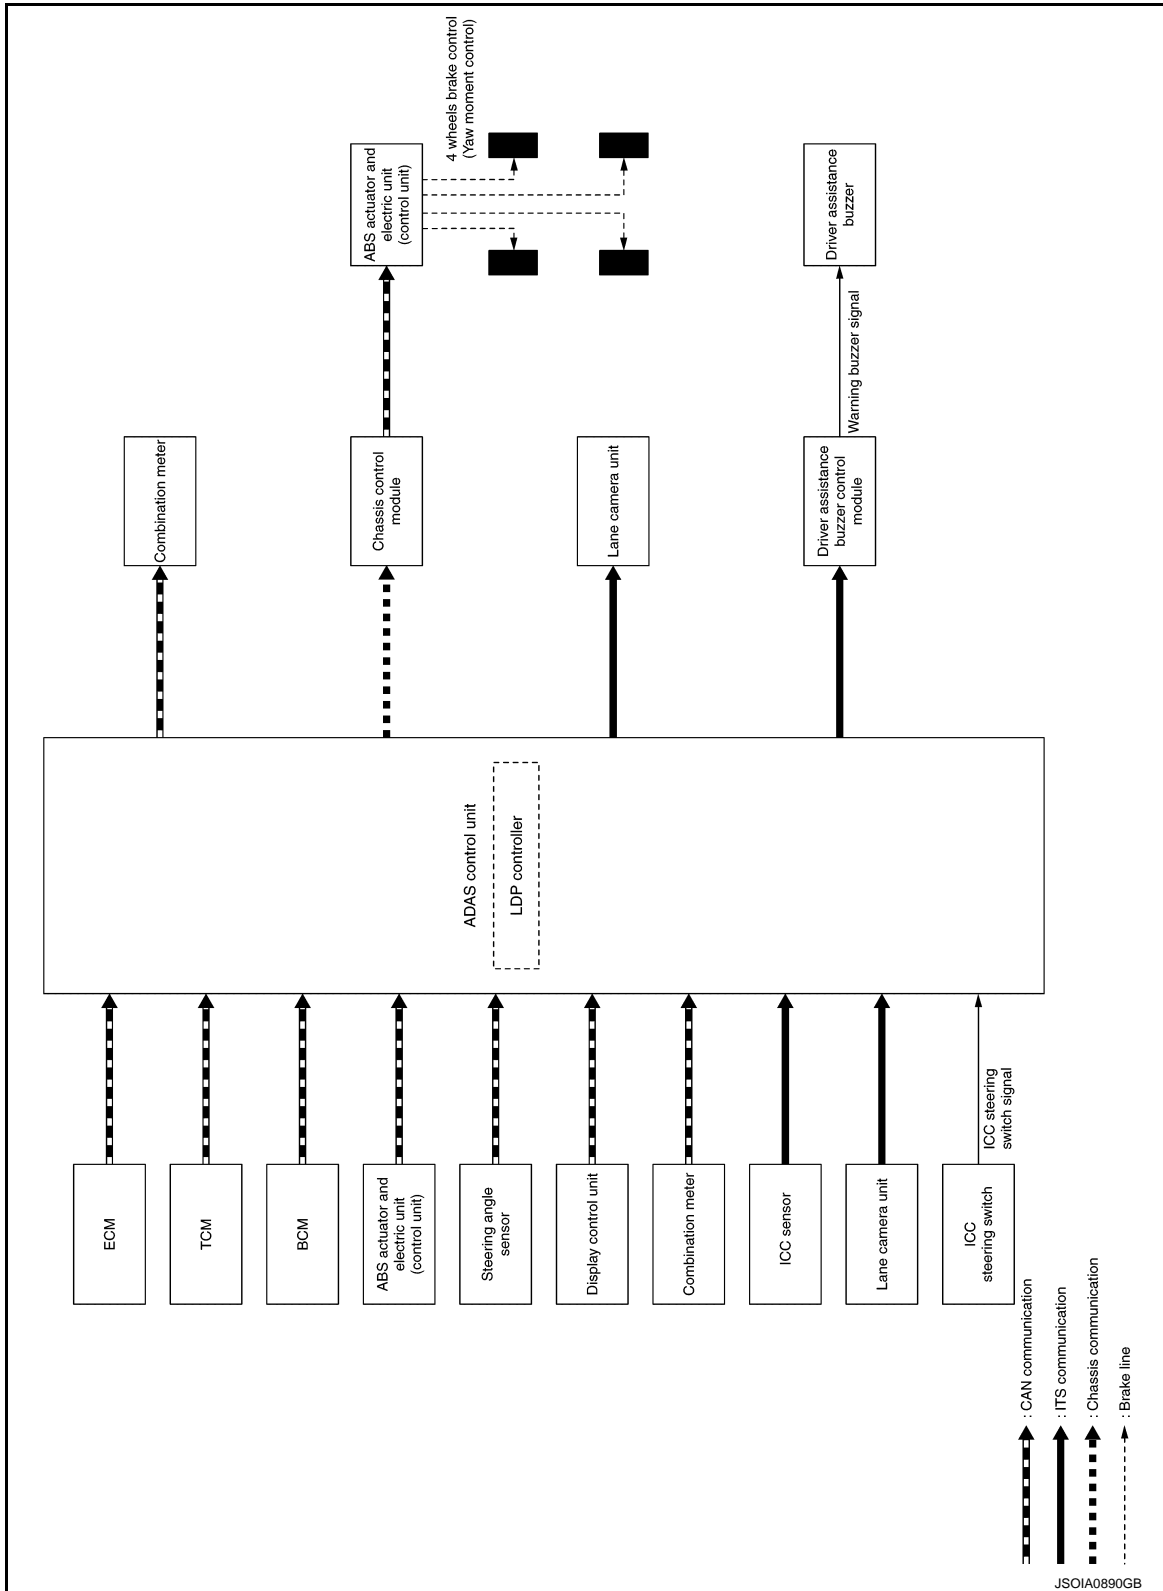 ECM
TCM
BCM
ABS actuator and
electric unit
(control unit)
Steering angle
sensor
Display control unit
Combination meter
ICC sensor
Lane camera unit
ICC
steering switch
ICC steering
switch signal
ADAS control unit
LDP controller
Combination meter
Chassis control
module
Lane camera unit
Driver assistance
buzzer control
module
Warning buzzer signal
ABS actuator and
electric unit
(control unit)
4 wheels brake control
(Yaw moment control)
Driver assistance
buzzer
: CAN communication
: ITS communication
: Chassis communication
: Brake line
JSOIA0890GB